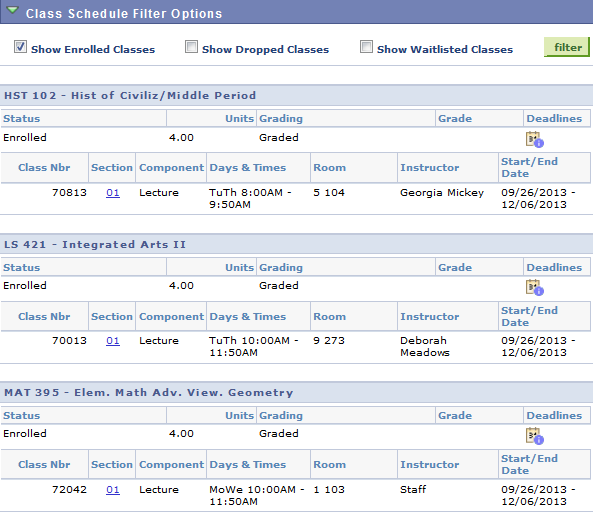 Class Schedule Filter Options
Show Enrolled Classes Show Dropped Classes Show Waitlisted Classes filter
HST 102 - Hist of Civiliz/Middle Period
Status Units Grading Grade Deadlines
Enrolled 4.00 Graded
Class Nbr Section Component Days & Times Room Instructor Start/End Date
70813 01 Lecture TuTh 8:00AM - 9:50AM 5 104 Georgia Mickey 09/26/2013 - 12/06/2013
LS 421 - Integrated Arts II
Status Units Grading Grade Deadlines
Enrolled 4.00 Graded
Class Nbr Section Component Days & Times Room Instructor Start/End Date
70013 01 Lecture TuTh 10:00AM - 11:50AM 9 273 Deborah Meadows 09/26/2013 - 12/06/2013
MAT 395 - Elem. Math Adv. View. Geometry
Status Units Grading Grade Deadlines
Enrolled 4.00 Graded
Class Nbr Section Component Days & Times Room Instructor Start/End Date
72042 01 Lecture MoWe 10:00AM - 11:50AM 1 103 Staff 09/26/2013 - 12/06/2013